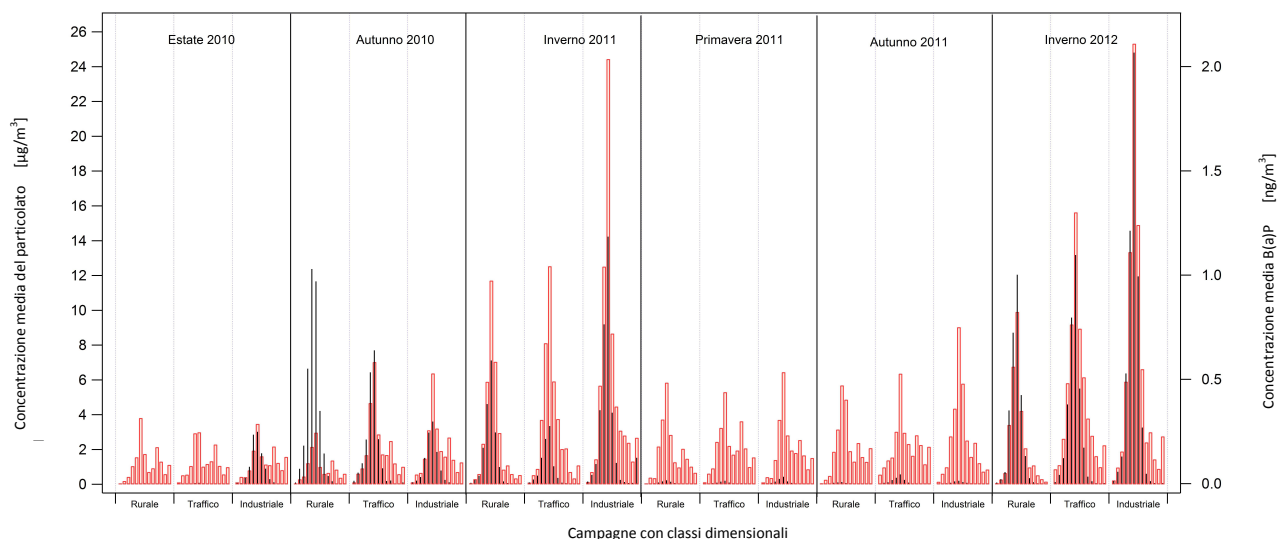 Estate 2010
Autunno 2010
Inverno 2011
Primavera 2011
Autunno 2011
Inverno 2012
Concentrazione media del particolato [µg/m³]
26
24
22
20
18
16
14
12
10
8
6
4
2
0
2.0
1.5
1.0
0.5
0.0
Concentrazione media B(a)P [ng/m³]
Rurale Traffico Industriale Rurale Traffico Industriale Rurale Traffico Industriale Rurale Traffico Industriale Rurale Traffico Industriale Rurale Traffico Industriale
Campagne con classi dimensionali